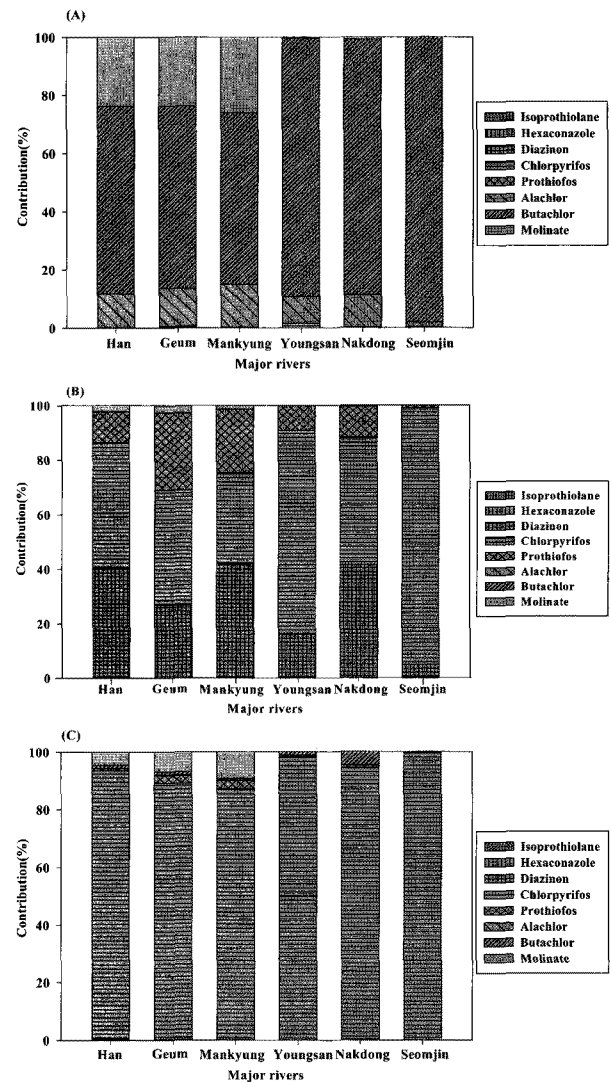 (A)
100
80
60
40
20
0
Contribution(%)
Han Geum Mankyung Youngsan Nakdong Seomjin
Major rivers
Isoprothiolane
Hexaconazole
Diazinon
Chlorpyrifos
Prothiofos
Alachlor
Butachlor
Molinate
(B)
100
80
60
40
20
0
Contribution(%)
Han Geum Mankyung Youngsan Nakdong Seomjin
Major rivers
Isoprothiolane
Hexaconazole
Diazinon
Chlorpyrifos
Prothiofos
Alachlor
Butachlor
Molinate
(C)
100
80
60
40
20
0
Contribution(%)
Han Geum Mankyung Youngsan Nakdong Seomjin
Major rivers
Isoprothiolane
Hexaconazole
Diazinon
Chlorpyrifos
Prothiofos
Alachlor
Butachlor
Molinate